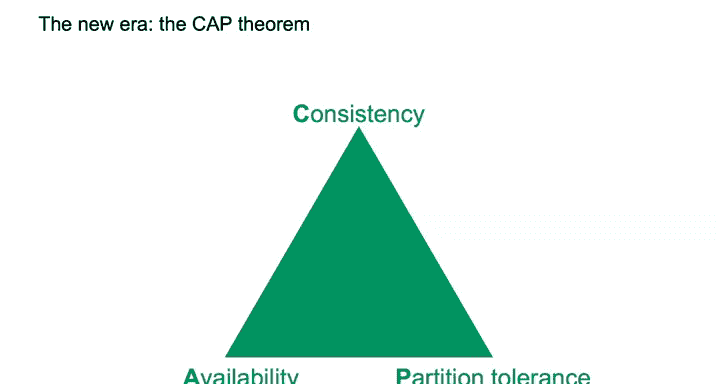 The new era: the CAP theorem
Consistency
Availability Partition tolerance